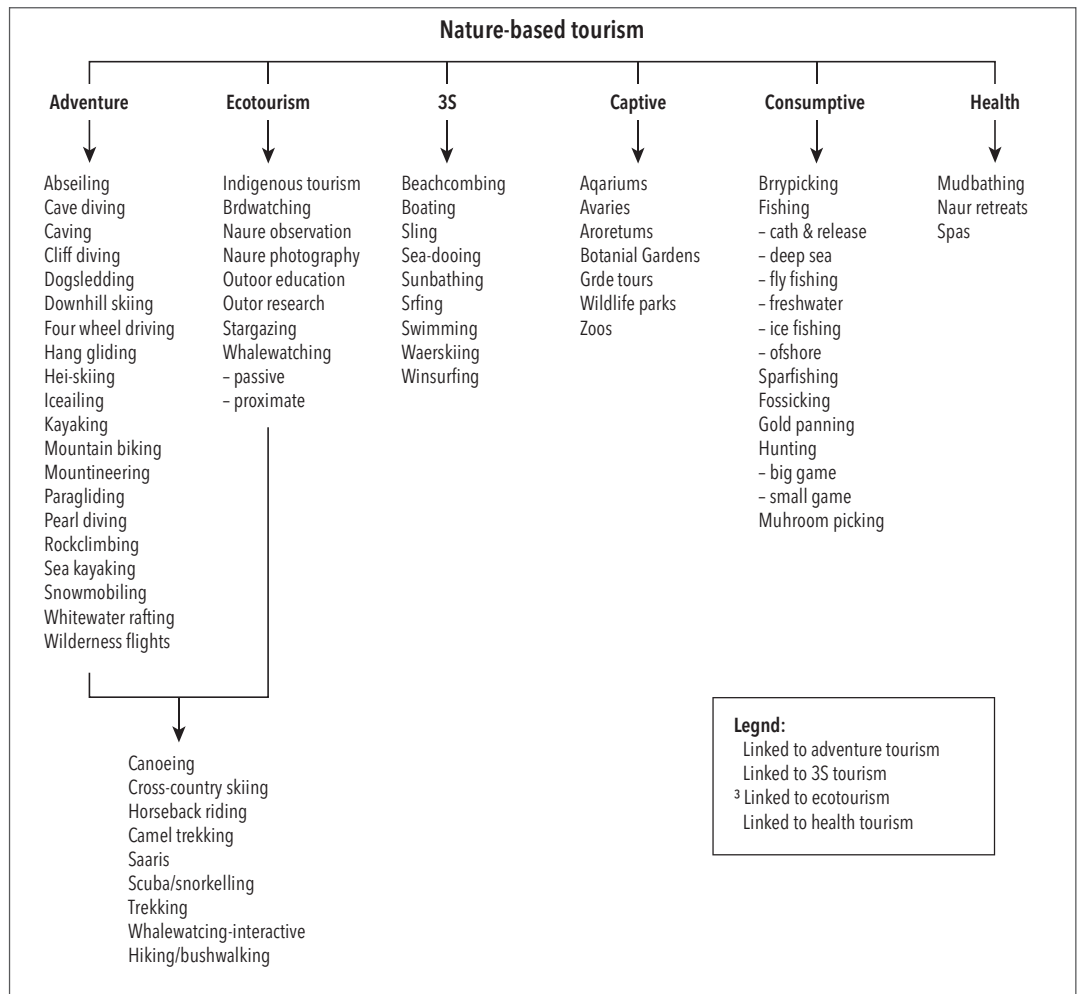 Nature-based tourism
Adventure
Abseiling
Cave diving
Caving
Cliff diving
Dogsledding
Downhill skiing
Four wheel driving
Hang gliding
Hei-skiing
Iceailing
Kayaking
Mountain biking
Mountineering
Paragliding
Pearl diving
Rockclimbing
Sea kayaking
Snowmobiling
Whitewater rafting
Wilderness flights
Ecotourism
Indigenous tourism
Brdwatching
Naure observation
Naure photography
Outoor education
Outor research
Stargazing
Whalewatching
– passive
– proximate
3S
Beachcombing
Boating
Sling
Sea-dooing
Sunbathing
Srfing
Swimming
Waerskiing
Winsurfing
Captive
Aqariums
Avaries
Aroretums
Botanial Gardens
Grde tours
Wildlife parks
Zoos
Consumptive
Brrypicking
Fishing
– cath & release
– deep sea
– fly fishing
– freshwater
– ice fishing
– ofshore
Sparfishing
Fossicking
Gold panning
Hunting
– big game
– small game
Muhroom picking
Health
Mudbathing
Naur retreats
Spas
Canoeing
Cross-country skiing
Horseback riding
Camel trekking
Saaris
Scuba/snorkelling
Trekking
Whalewatcing-interactive
Hiking/bushwalking
Legnd:
Linked to adventure tourism
Linked to 3S tourism
³ Linked to ecotourism
Linked to health tourism